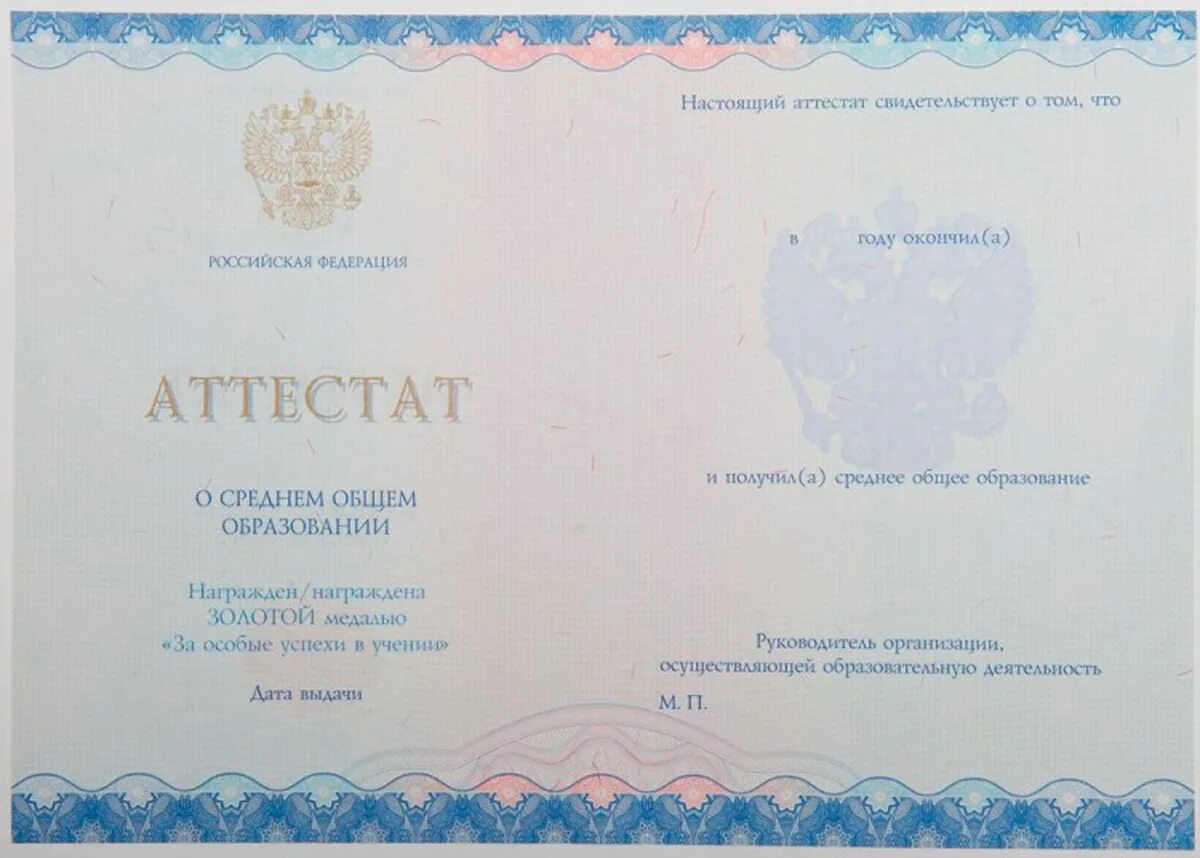 РОССИЙСКАЯ ФЕДЕРАЦИЯ
АТТЕСТАТ
О СРЕДНЕМ ОБЩЕМ
ОБРАЗОВАНИИ
Награжден/награждена
ЗОЛОТОЙ медалью
«За особые успехи в учении»
Дата выдачи
Настоящий аттестат свидетельствует о том, что
в году окончил(а)
и получил(а) среднее общее образование
Руководитель организации,
осуществляющей образовательную деятельность
М. П.